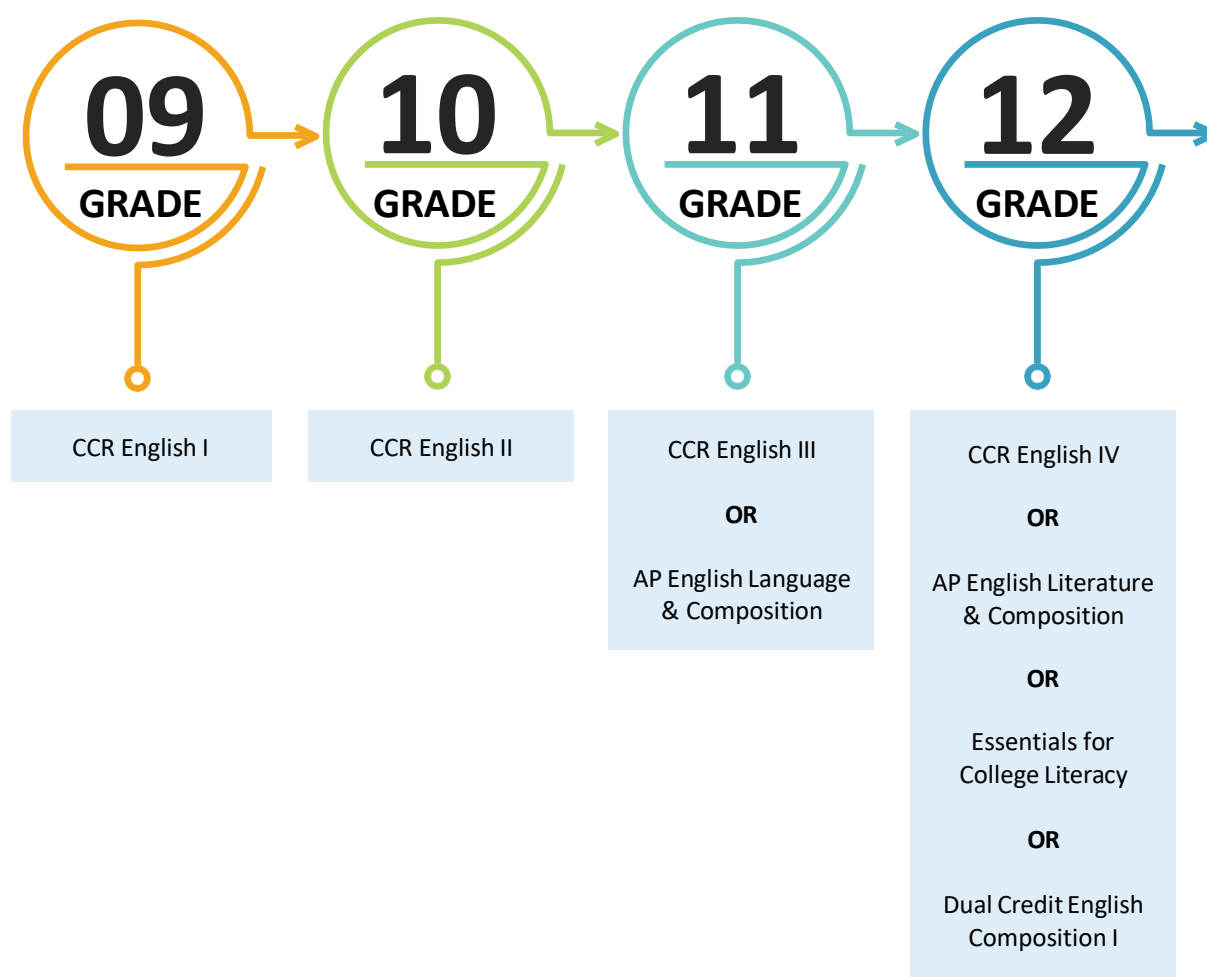 09
GRADE
10
GRADE
11
GRADE
12
GRADE
CCR English I
CCR English II
CCR English III
OR
AP English Language
& Composition
CCR English IV
OR
AP English Literature
& Composition
OR
Essentials for
College Literacy
OR
Dual Credit English
Composition I